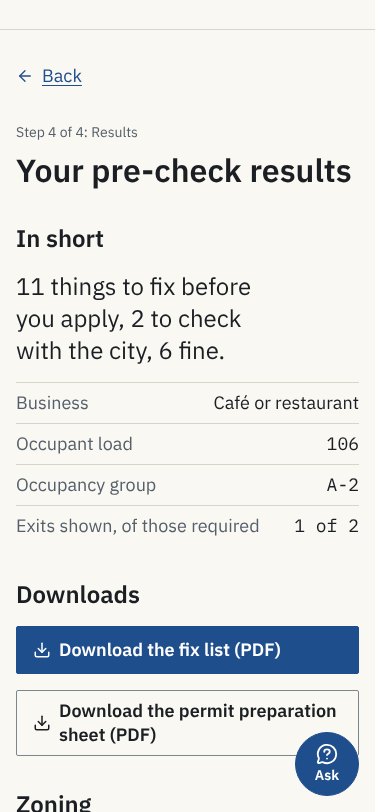 Back
Step 4 of 4: Results
Your pre-check results
In short
11 things to fix before
you apply, 2 to check
with the city, 6 fine.
Business Café or restaurant
Occupant load 106
Occupancy group A-2
Exits shown, of those required 1 of 2
Downloads
Download the fix list (PDF)
Download the permit preparation
sheet (PDF)
Ask
Zoning